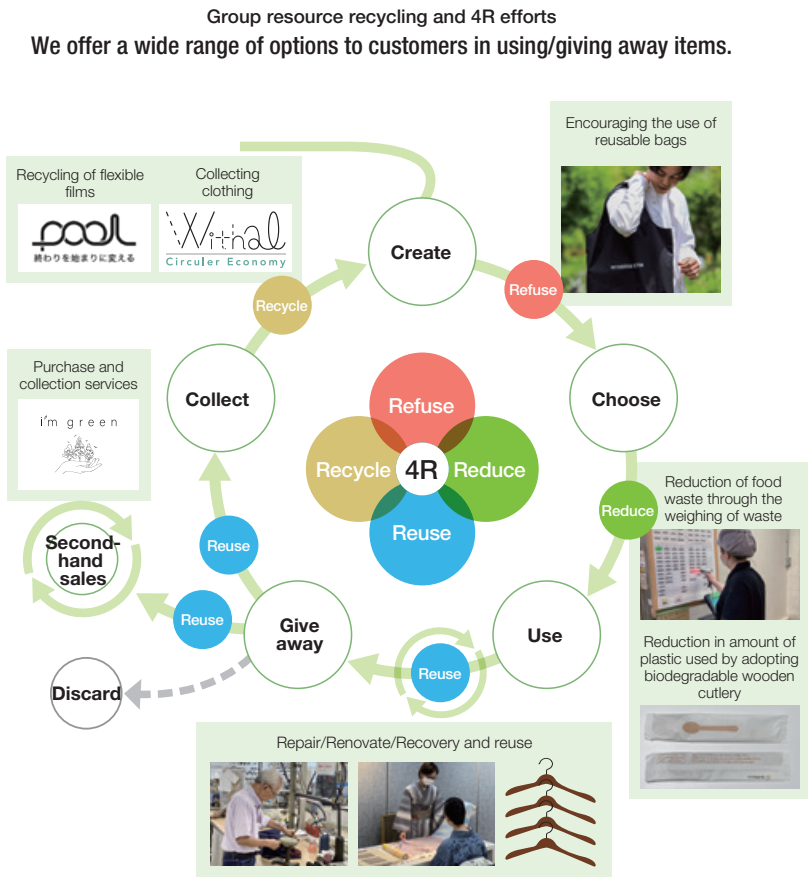 Group resource recycling and 4R efforts
We offer a wide range of options to customers in using/giving away items.
Encouraging the use of
reusable bags
Recycling of flexible
films
pool
終わりを始まりに変える
Collecting
clothing
Withal
Circuler Economy
Create
Refuse
Recycle
Purchase and
collection services
i'm green
Collect
Choose
Refuse
Recycle
4R
Reduce
Reuse
Reduce
Reduction of food
waste through the
weighing of waste
Reuse
Second-
hand
sales
Reuse
Give
away
Reuse
Use
Discard
Reduction in amount of
plastic used by adopting
biodegradable wooden
cutlery
Repair/Renovate/Recovery and reuse